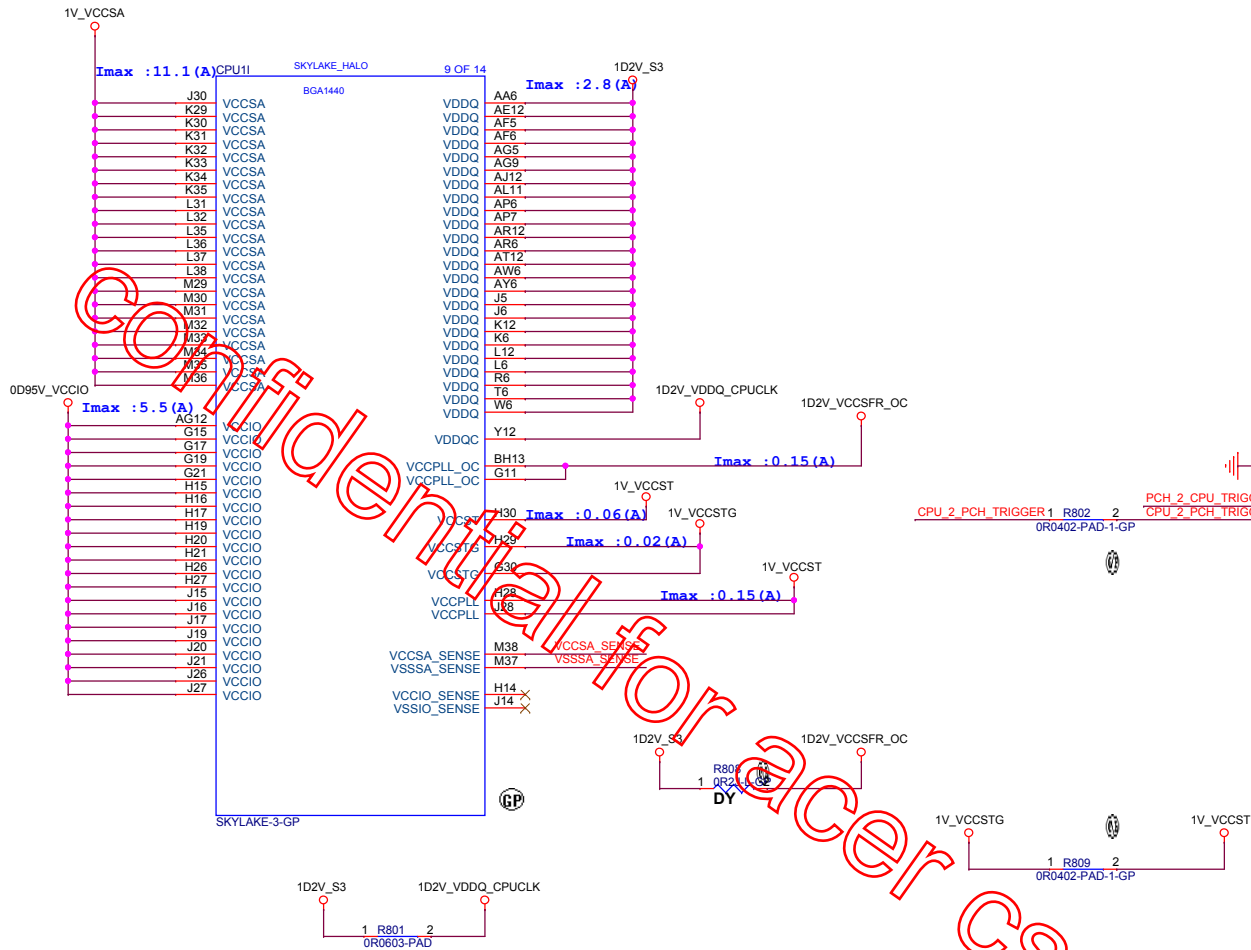 1V_VCCSA
Imax :11.1(A)
CPU1I
SKYLAKE_HALO
9 OF 14
BGA1440
1D2V_S3
Imax :2.8(A)
J30 VCCSA
K29 VCCSA
K30 VCCSA
K31 VCCSA
K32 VCCSA
K33 VCCSA
K34 VCCSA
K35 VCCSA
L31 VCCSA
L32 VCCSA
L35 VCCSA
L36 VCCSA
L37 VCCSA
L38 VCCSA
M29 VCCSA
M30 VCCSA
M31 VCCSA
M32 VCCSA
M33 VCCSA
M34 VCCSA
M35 VCCSA
M36 VCCSA
VDDQ AA6
VDDQ AE12
VDDQ AF5
VDDQ AF6
VDDQ AG5
VDDQ AG9
VDDQ AJ12
VDDQ AL11
VDDQ AP6
VDDQ AP7
VDDQ AR12
VDDQ AR6
VDDQ AT12
VDDQ AW6
VDDQ AY6
VDDQ J5
VDDQ J6
VDDQ K12
VDDQ K6
VDDQ L12
VDDQ L6
VDDQ R6
VDDQ T6
VDDQ W6
0D95V_VCCIO
Imax :5.5(A)
AG12 VCCIO
G15 VCCIO
G17 VCCIO
G19 VCCIO
G21 VCCIO
H15 VCCIO
H16 VCCIO
H17 VCCIO
H19 VCCIO
H20 VCCIO
H21 VCCIO
H26 VCCIO
H27 VCCIO
J15 VCCIO
J16 VCCIO
J17 VCCIO
J19 VCCIO
J20 VCCIO
J21 VCCIO
J26 VCCIO
J27 VCCIO
1D2V_VDDQ_CPUCLK
1D2V_VCCSFR_OC
VDDQC Y12
VCCPLL_OC BH13
VCCPLL_OC G11
Imax :0.15(A)
1V_VCCST
VCCST H30
Imax :0.06(A)
1V_VCCSTG
VCCSTG H29
Imax :0.02(A)
VCCSTG G30
1V_VCCST
VCCPLL H28
Imax :0.15(A)
VCCPLL J28
VCCSA_SENSE M38 VCCSA_SENSE
VSSSA_SENSE M37 VSSSA_SENSE
VCCIO_SENSE H14
VSSIO_SENSE J14
GP
SKYLAKE-3-GP
PCH_2_CPU_TRIGG
CPU_2_PCH_TRIGGER 1 R802 2 CPU_2_PCH_TRIGG
0R0402-PAD-1-GP
1D2V_S3
1D2V_VCCSFR_OC
R808
1
DY
1V_VCCSTG
1V_VCCST
1 R809 2
0R0402-PAD-1-GP
1D2V_S3
1D2V_VDDQ_CPUCLK
1 R801 2
0R0603-PAD
confidential for acer cs